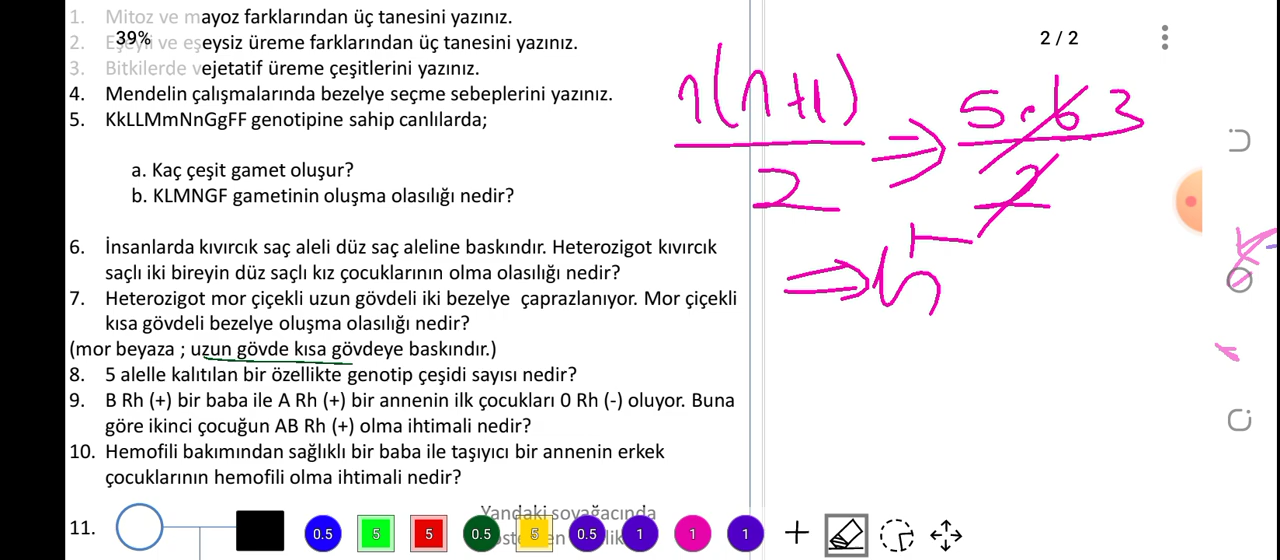 1. Mitoz ve mayoz farklarından üç tanesini yazınız.
39%
2 / 2
2. Eşeyli ve eşeysiz üreme farklarından üç tanesini yazınız.
3. Bitkilerde vejetatif üreme çeşitlerini yazınız.
4. Mendelin çalışmalarında bezelye seçme sebeplerini yazınız.
5. KkLLMmNnGgFF genotipine sahip canlılarda;
a. Kaç çeşit gamet oluşur?
b. KLMNGF gametinin oluşma olasılığı nedir?
6. İnsanlarda kıvırcık saç aleli düz saç aleline baskındır. Heterozigot kıvırcık
saçlı iki bireyin düz saçlı kız çocuklarının olma olasılığı nedir?
7. Heterozigot mor çiçekli uzun gövdeli iki bezelye çaprazlanıyor. Mor çiçekli
kısa gövdeli bezelye oluşma olasılığı nedir?
(mor beyaza ; uzun gövde kısa gövdeye baskındır.)
8. 5 alelle kalıtılan bir özellikte genotip çeşidi sayısı nedir?
9. B Rh (+) bir baba ile A Rh (+) bir annenin ilk çocukları 0 Rh (-) oluyor. Buna
göre ikinci çocuğun AB Rh (+) olma ihtimali nedir?
10. Hemofili bakımından sağlıklı bir baba ile taşıyıcı bir annenin erkek
çocuklarının hemofili olma ihtimali nedir?
11.
Yandaki soyağacında
0.5 5 5 0.5 5 0.5 1 1 1
n(n+1) ⇒ 5.6 3
2 2
⇒ 15